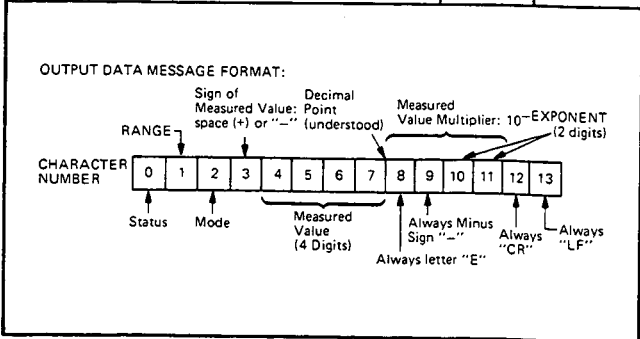 OUTPUT DATA MESSAGE FORMAT:
Sign of
Measured Value:
space (+) or "–"
Decimal
Point
(understood)
Measured
Value Multiplier: 10–EXPONENT
(2 digits)
RANGE
CHARACTER
NUMBER
0 1 2 3 4 5 6 7 8 9 10 11 12 13
Status
Mode
Measured
Value
(4 Digits)
Always Minus
Sign "–"
Always letter "E"
Always
"CR"
Always
"LF"